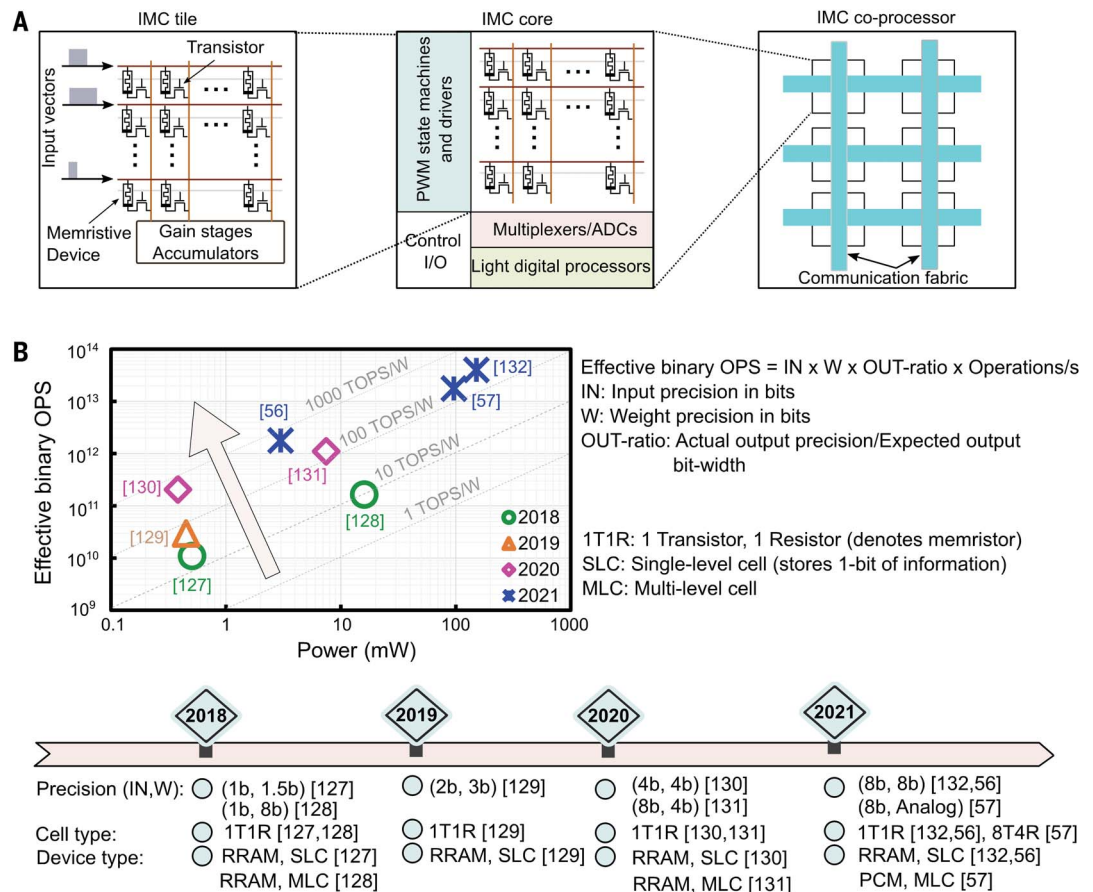 A
IMC tile
IMC core
IMC co-processor
Transistor
Input vectors
Memristive
Device
Gain stages
Accumulators
PWM state machines
and drivers
Control
I/O
Multiplexers/ADCs
Light digital processors
Communication fabric
B
Effective binary OPS
10^14
10^13
10^12
10^11
10^10
10^9
0.1
1
10
100
1000
Power (mW)
1000 TOPS/W
100 TOPS/W
10 TOPS/W
1 TOPS/W
[132]
[57]
[56]
[131]
[130]
[128]
[129]
[127]
2018
2019
2020
2021
Effective binary OPS = IN x W x OUT-ratio x Operations/s
IN: Input precision in bits
W: Weight precision in bits
OUT-ratio: Actual output precision/Expected output
bit-width
1T1R: 1 Transistor, 1 Resistor (denotes memristor)
SLC: Single-level cell (stores 1-bit of information)
MLC: Multi-level cell
2018
2019
2020
2021
Precision (IN,W):
(1b, 1.5b) [127]
(1b, 8b) [128]
(2b, 3b) [129]
(4b, 4b) [130]
(8b, 4b) [131]
(8b, 8b) [132,56]
(8b, Analog) [57]
Cell type:
1T1R [127,128]
1T1R [129]
1T1R [130,131]
1T1R [132,56], 8T4R [57]
Device type:
RRAM, SLC [127]
RRAM, MLC [128]
RRAM, SLC [129]
RRAM, SLC [130]
RRAM, MLC [131]
RRAM, SLC [132,56]
PCM, MLC [57]